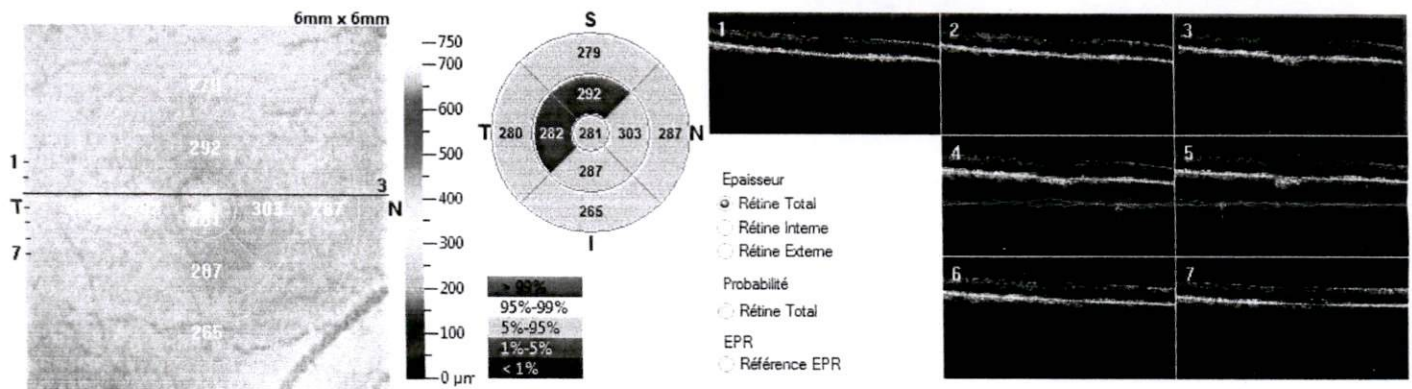 6mm x 6mm
279
292
303
287
281
287
265
1
3
T
N
7
750
700
600
500
400
300
200
100
0 µm
S
279
292
T
280
282
281
303
287
N
287
265
I
> 99%
95%-99%
5%-95%
1%-5%
< 1%
Epaisseur
Rétine Total
Rétine Interne
Rétine Externe
Probabilité
Rétine Total
EPR
Référence EPR
1
2
3
4
5
6
7